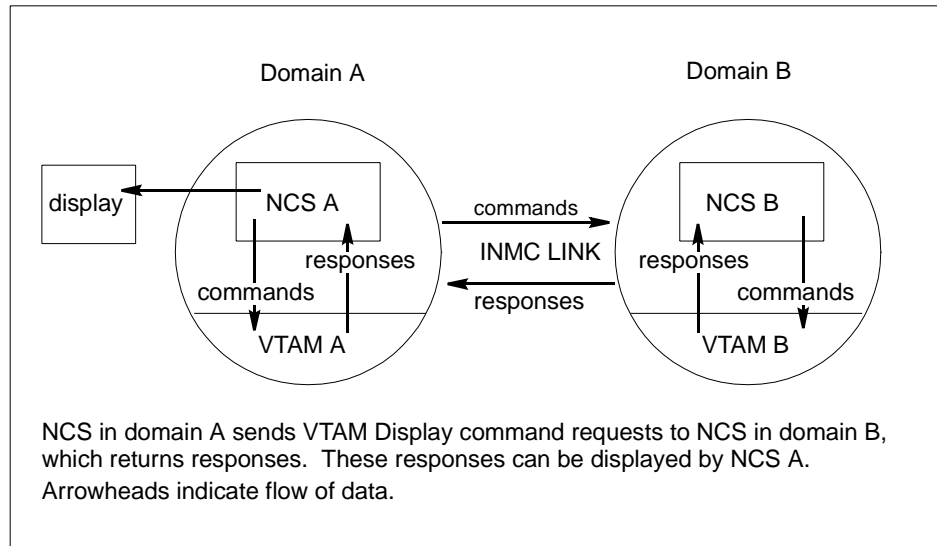 Domain A
Domain B
display
NCS A
commands
NCS B
INMC LINK
responses
responses
commands
responses
commands
VTAM A
VTAM B
NCS in domain A sends VTAM Display command requests to NCS in domain B,
which returns responses.  These responses can be displayed by NCS A.
Arrowheads indicate flow of data.